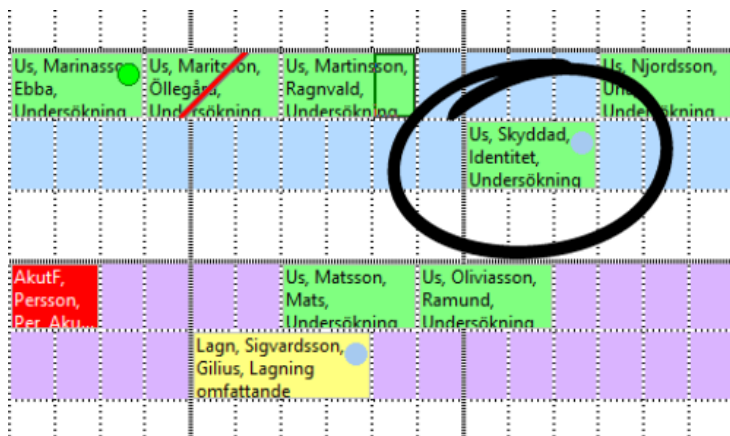 Us, Marinasson,
Ebba,
Undersökning
Us, Maritsson,
Öllegård,
Undersökning
Us, Martinsson,
Ragnvald,
Undersökning
Us, Njordsson,
Undersökning
Us, Skyddad,
Identitet,
Undersökning
AkutF,
Persson,
Per, Aku...
Us, Matsson,
Mats,
Undersökning
Us, Oliviasson,
Ramund,
Undersökning
Lagn, Sigvardsson,
Gilius, Lagning
omfattande